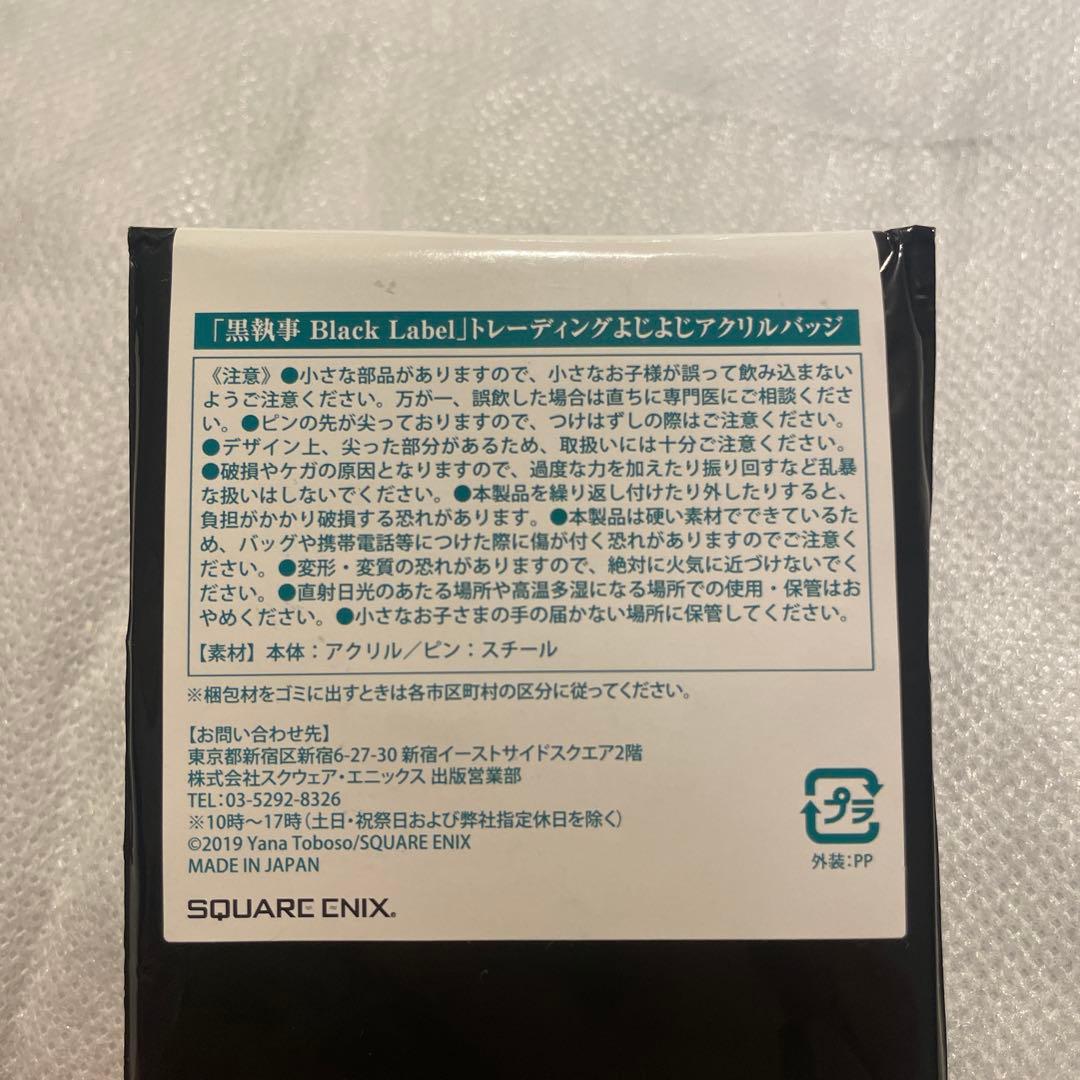 「黒執事 Black Label」トレーディングよじよじアクリルバッジ
《注意》●小さな部品がありますので、小さなお子様が誤って飲み込まない
ようご注意ください。万が一、誤飲した場合は直ちに専門医にご相談くださ
い。●ピンの先が尖っておりますので、つけはずしの際はご注意ください。
●デザイン上、尖った部分があるため、取扱いには十分ご注意ください。
●破損やケガの原因となりますので、過度な力を加えたり振り回すなど乱暴
な扱いはしないでください。●本製品を繰り返し付けたり外したりすると、
負担がかかり破損する恐れがあります。●本製品は硬い素材でできているた
め、バッグや携帯電話等につけた際に傷が付く恐れがありますのでご注意く
ださい。●変形・変質の恐れがありますので、絶対に火気に近づけないでく
ださい。●直射日光のあたる場所や高温多湿になる場所での使用・保管はお
やめください。●小さなお子さまの手の届かない場所に保管してください。
【素材】本体：アクリル／ピン：スチール
※梱包材をゴミに出すときは各市区町村の区分に従ってください。
【お問い合わせ先】
東京都新宿区新宿6-27-30 新宿イーストサイドスクエア2階
株式会社スクウェア・エニックス 出版営業部
TEL:03-5292-8326
※10時～17時（土日・祝祭日および弊社指定休日を除く）
©2019 Yana Toboso/SQUARE ENIX
MADE IN JAPAN
SQUARE ENIX®
プラ
外装：PP